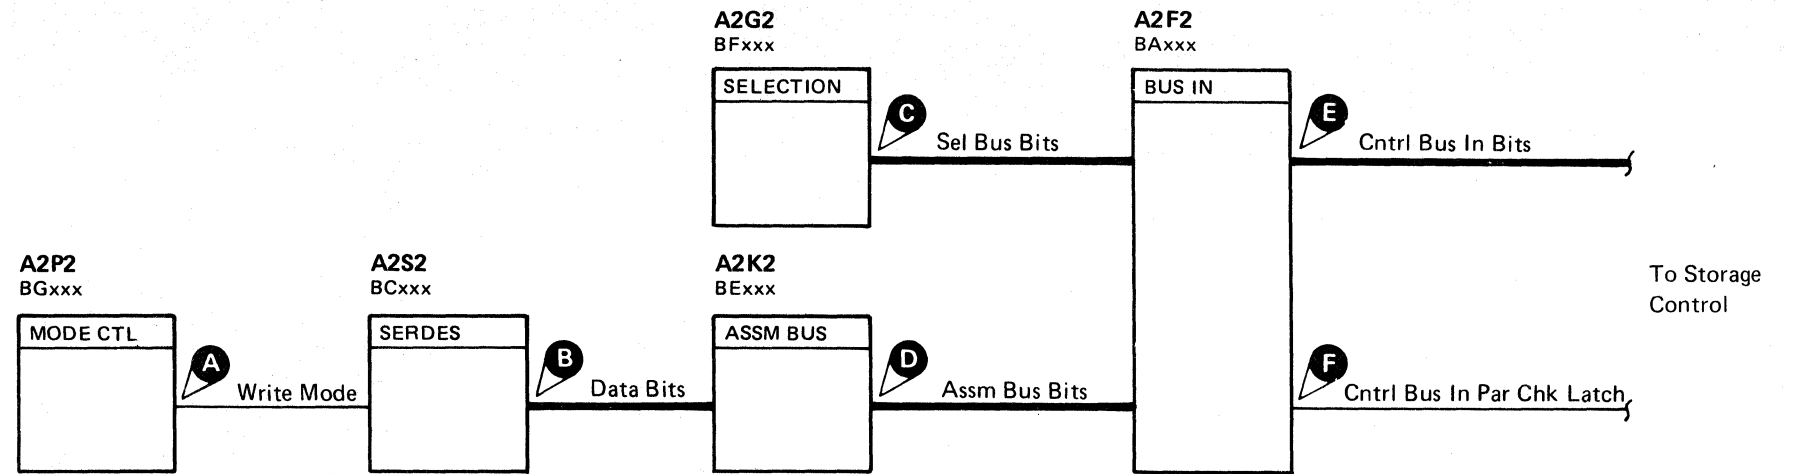 A2G2
BFxxx
SELECTION
C
Sel Bus Bits
A2F2
BAxxx
BUS IN
E
Cntrl Bus In Bits
A2P2
BGxxx
MODE CTL
A
Write Mode
A2S2
BCxxx
SERDES
B
Data Bits
A2K2
BExxx
ASSM BUS
D
Assm Bus Bits
F
Cntrl Bus In Par Chk Latch
To Storage
Control